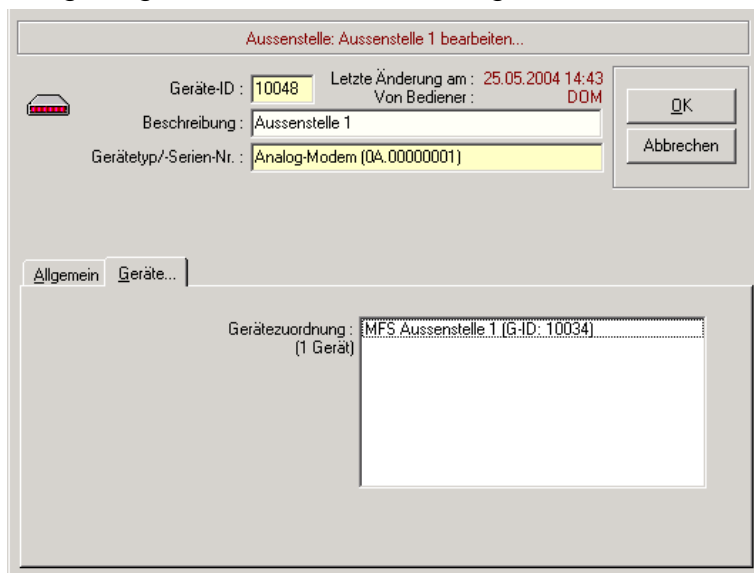 Aussenstelle: Aussenstelle 1 bearbeiten...
Geräte-ID : 10048 Letzte Änderung am : 25.05.2004 14:43
Von Bediener : DOM
Beschreibung : Aussenstelle 1
Gerätetyp/-Serien-Nr. : Analog-Modem (0A.00000001)
OK
Abbrechen
Allgemein Geräte...
Gerätezuordnung : MFS Aussenstelle 1 (G-ID: 10034)
(1 Gerät)